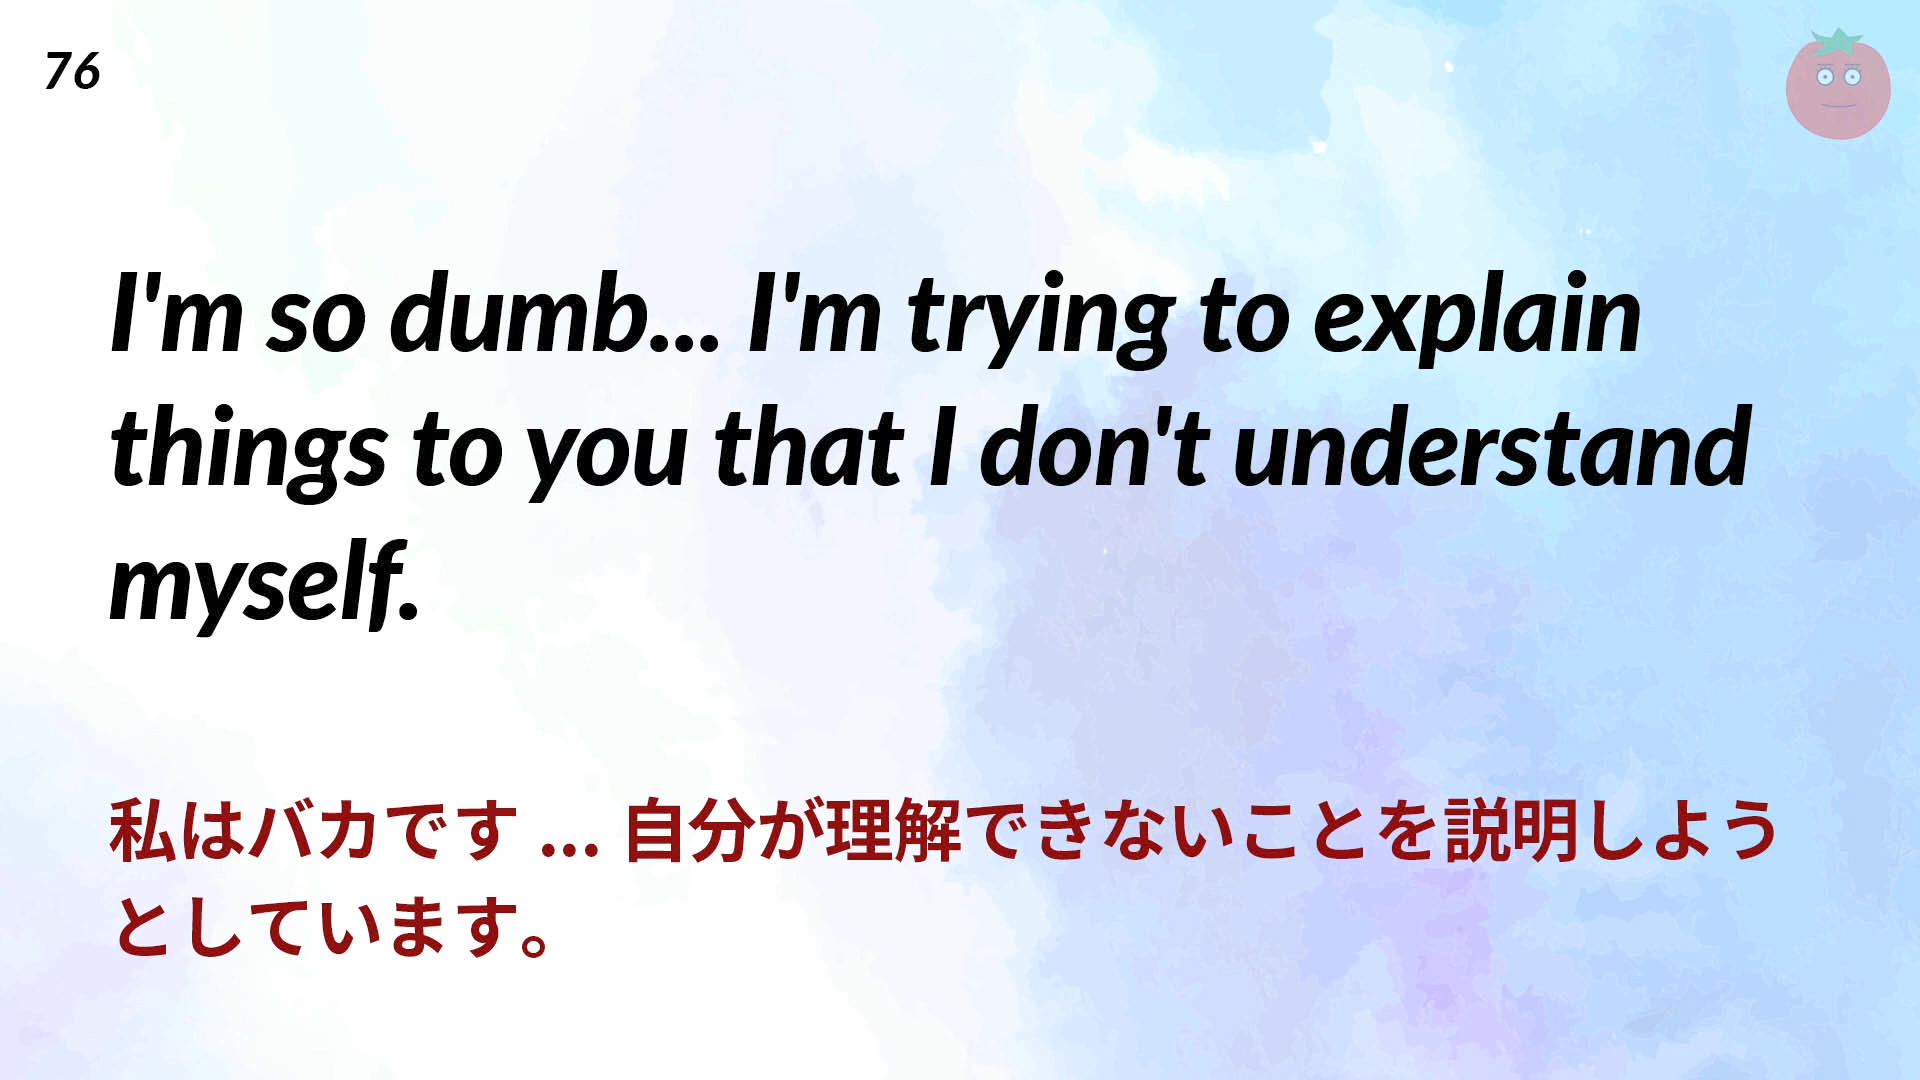 76
I'm so dumb... I'm trying to explain
things to you that I don't understand
myself.
私はバカです ... 自分が理解できないことを説明しよう
としています。